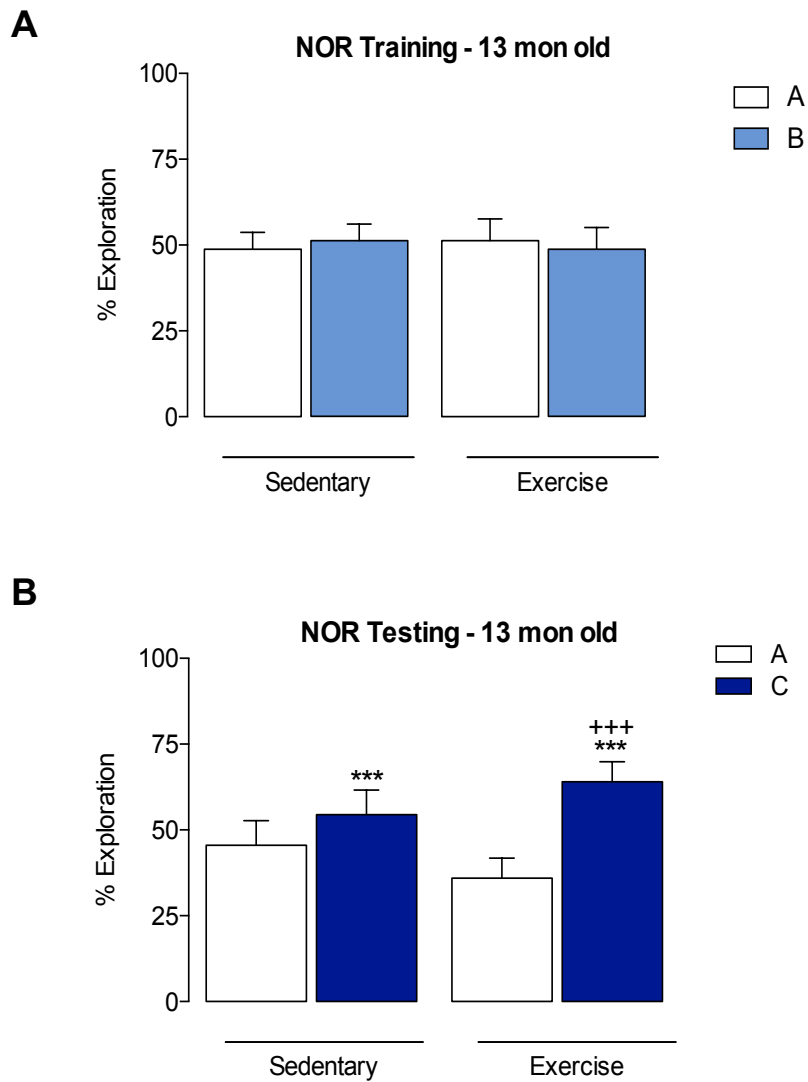 A
NOR Training - 13 mon old
100
75
50
25
0
% Exploration
A
B
Sedentary
Exercise
B
NOR Testing - 13 mon old
100
75
50
25
0
% Exploration
A
C
***
+++
***
Sedentary
Exercise